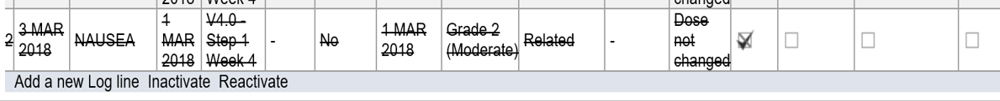 2018 Week 4 changed
2 3 MAR 2018 NAUSEA 1 MAR 2018 V4.0 - Step 1 Week 4 - No 1 MAR 2018 Grade 2 (Moderate) Related - Dose not changed
Add a new Log line Inactivate Reactivate